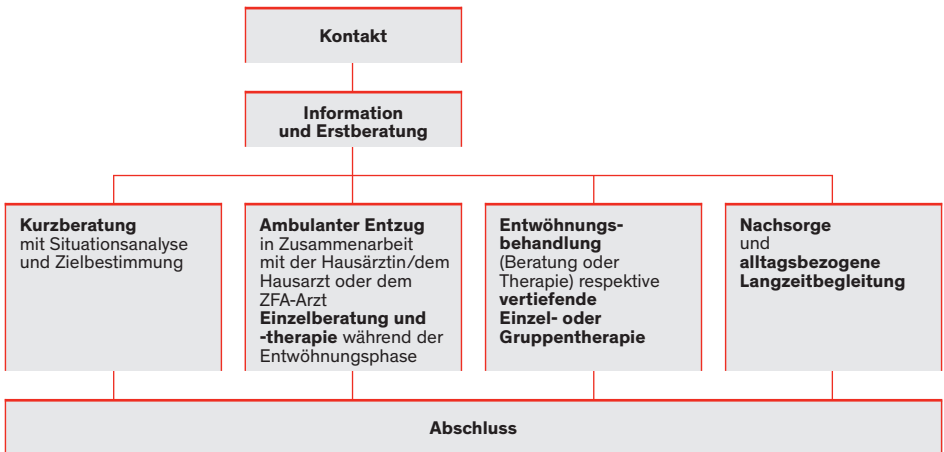 Kontakt
Information
und Erstberatung
Kurzberatung
mit Situationsanalyse
und Zielbestimmung
Ambulanter Entzug
in Zusammenarbeit
mit der Hausärztin/dem
Hausarzt oder dem
ZFA-Arzt
Einzelberatung und
-therapie während der
Entwöhnungsphase
Entwöhnungs-
behandlung
(Beratung oder
Therapie) respektive
vertiefende
Einzel- oder
Gruppentherapie
Nachsorge
und
alltagsbezogene
Langzeitbegleitung
Abschluss